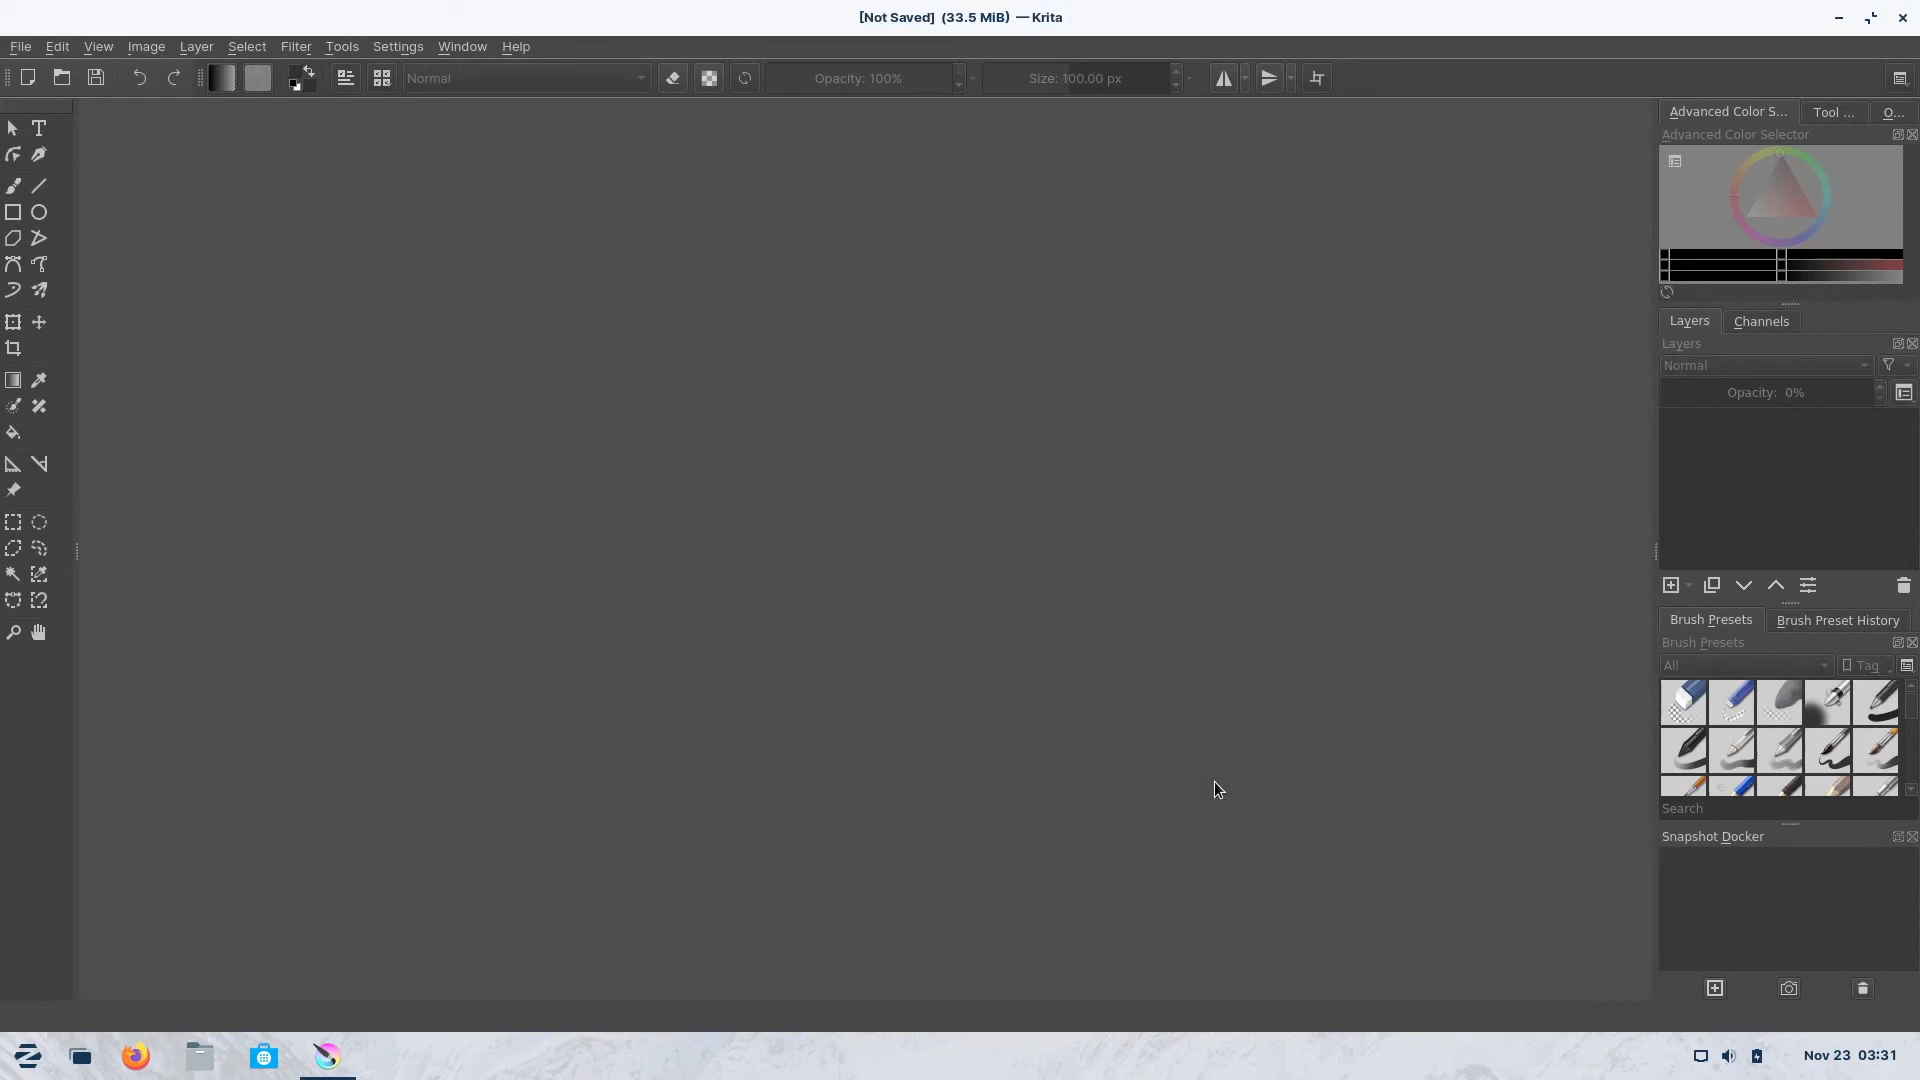 [Not Saved]  (33.5 MiB)  — Krita
File Edit View Image Layer Select Filter Tools Settings Window Help
Normal
Opacity: 100%
Size: 100.00 px
Advanced Color S... Tool ... O...
Advanced Color Selector
Layers Channels
Layers
Normal
Opacity:  0%
Brush Presets Brush Preset History
Brush Presets
All Tag
Search
Snapshot Docker
Nov 23  03:31